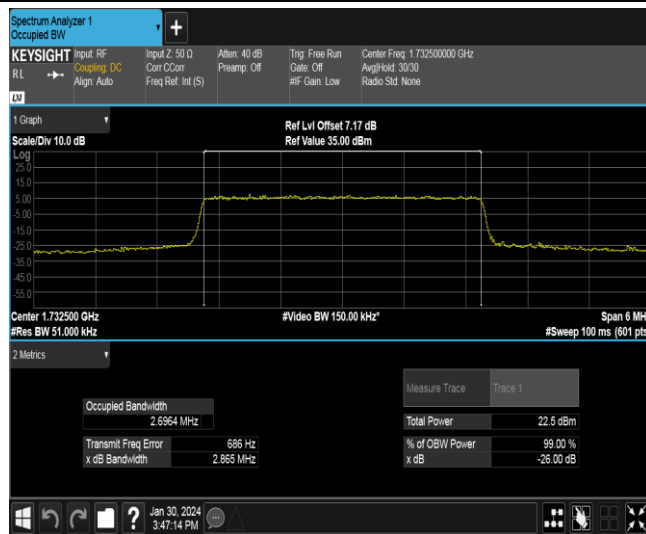 Spectrum Analyzer 1
Occupied BW
+
KEYSIGHT
RL
LXI
Input: RF
Coupling: DC
Align: Auto
Input Z: 50 Ω
Corr CCorr
Freq Ref: Int (S)
Atten: 40 dB
Preamp: Off
Trig: Free Run
Gate: Off
#IF Gain: Low
Center Freq: 1.732500000 GHz
Avg|Hold: 30/30
Radio Std: None
1 Graph
Scale/Div 10.0 dB
Ref Lvl Offset 7.17 dB
Ref Value 35.00 dBm
Log
25.0
15.0
5.00
-5.00
-15.0
-25.0
-35.0
-45.0
-55.0
Center 1.732500 GHz
#Video BW 150.00 kHz*
Span 6 MH
#Res BW 51.000 kHz
#Sweep 100 ms (601 pts
2 Metrics
Measure Trace Trace 1
Occupied Bandwidth
2.6964 MHz
Total Power 22.5 dBm
Transmit Freq Error 686 Hz
% of OBW Power 99.00 %
x dB Bandwidth 2.865 MHz
x dB -26.00 dB
?
Jan 30, 2024
3:47:14 PM